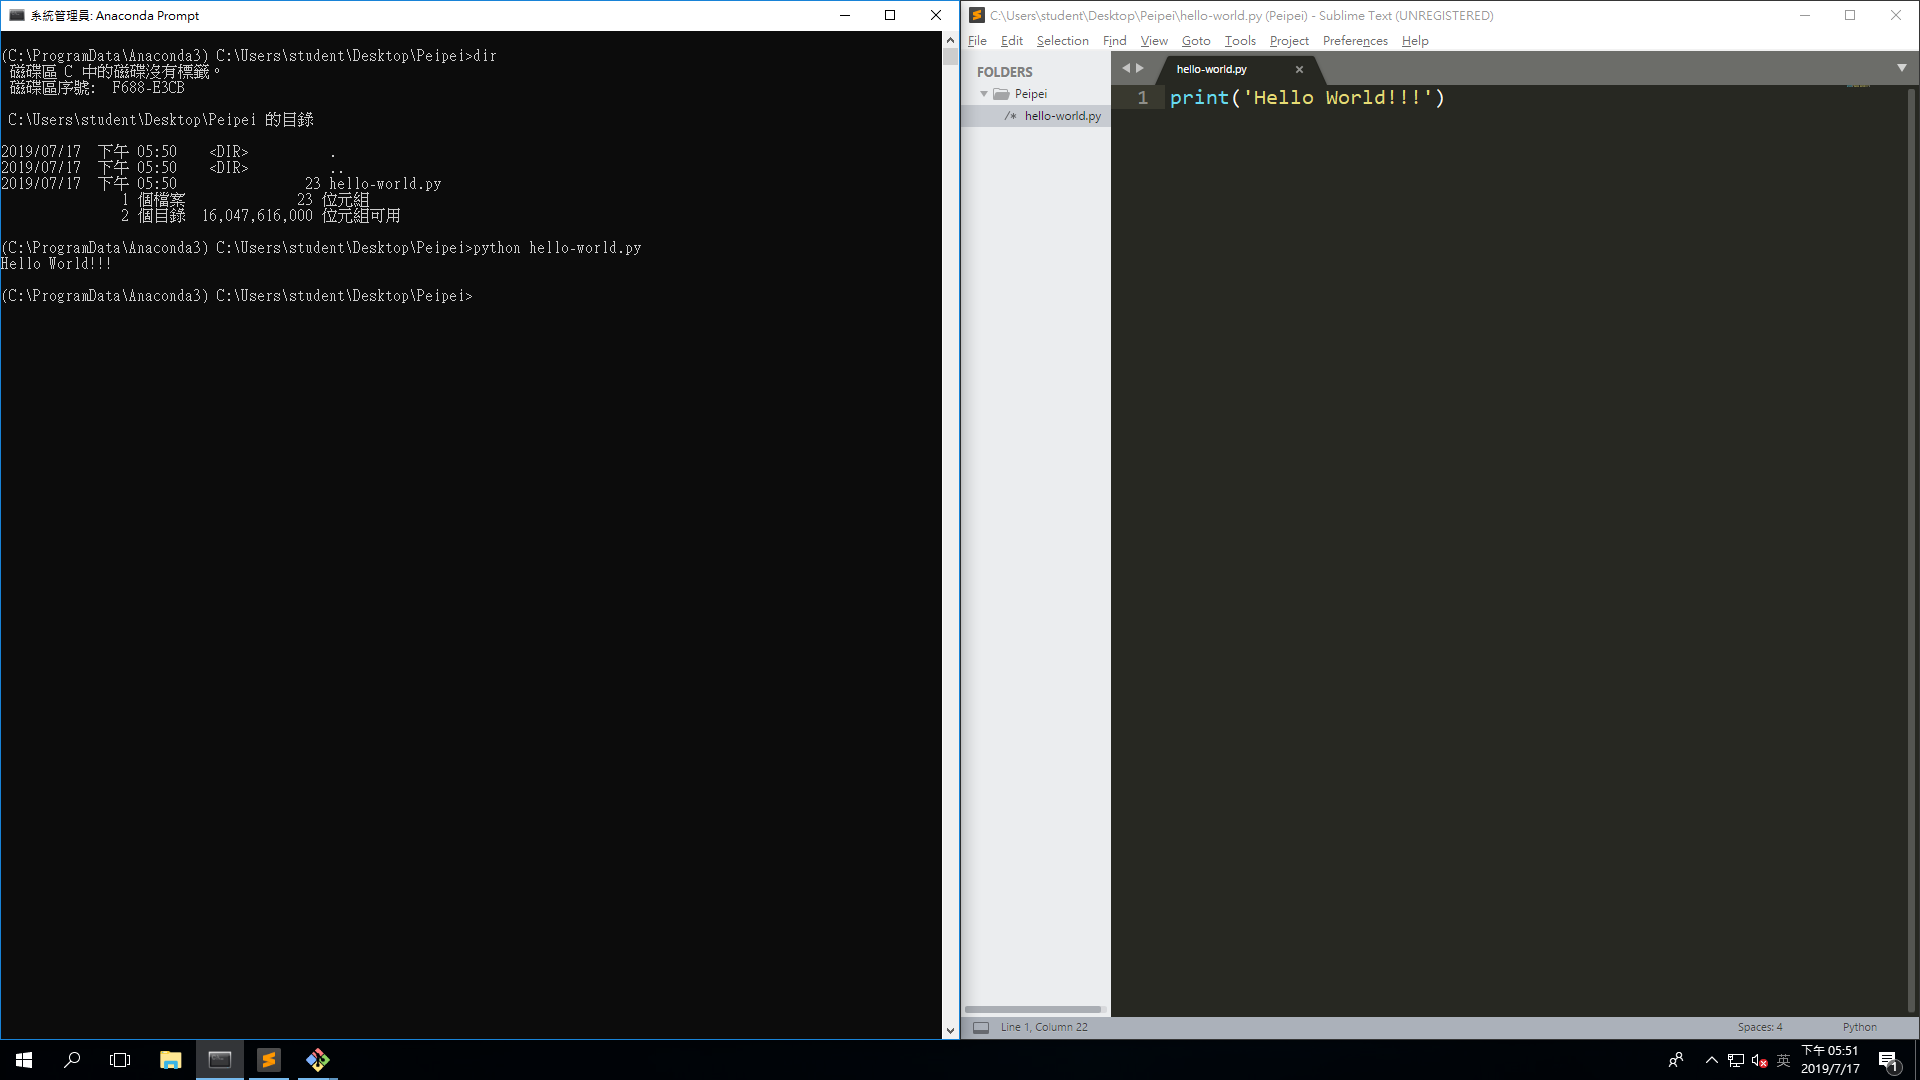 系統管理員: Anaconda Prompt
(C:\ProgramData\Anaconda3) C:\Users\student\Desktop\Peipei>dir
磁碟區 C 中的磁碟沒有標籤。
磁碟區序號:  F688-E3CB
C:\Users\student\Desktop\Peipei 的目錄
2019/07/17  下午 05:50    <DIR>          .
2019/07/17  下午 05:50    <DIR>          ..
2019/07/17  下午 05:50                23 hello-world.py
1 個檔案              23 位元組
2 個目錄  16,047,616,000 位元組可用
(C:\ProgramData\Anaconda3) C:\Users\student\Desktop\Peipei>python hello-world.py
Hello World!!!
(C:\ProgramData\Anaconda3) C:\Users\student\Desktop\Peipei>
C:\Users\student\Desktop\Peipei\hello-world.py (Peipei) - Sublime Text (UNREGISTERED)
File Edit Selection Find View Goto Tools Project Preferences Help
FOLDERS
Peipei
/* hello-world.py
hello-world.py
1 print('Hello World!!!')
Line 1, Column 22
Spaces: 4
Python
英
下午 05:51
2019/7/17
1